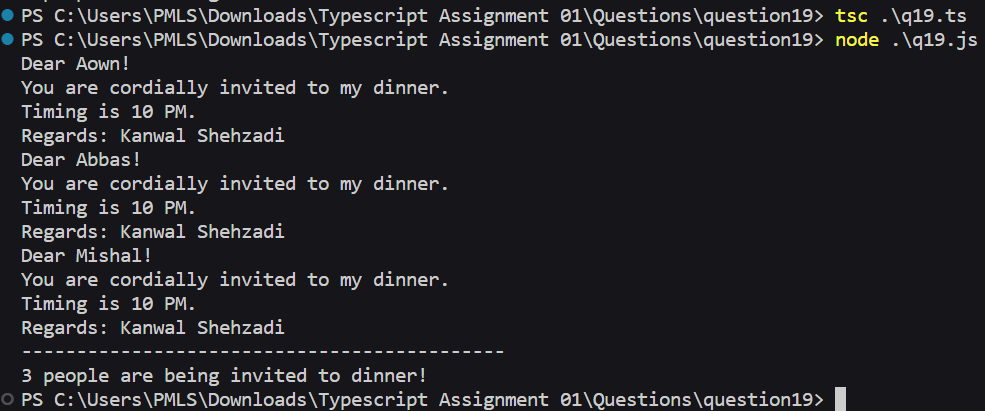 PS C:\Users\PMLS\Downloads\Typescript Assignment 01\Questions\question19> tsc .\q19.ts
PS C:\Users\PMLS\Downloads\Typescript Assignment 01\Questions\question19> node .\q19.js
Dear Aown!
You are cordially invited to my dinner.
Timing is 10 PM.
Regards: Kanwal Shehzadi
Dear Abbas!
You are cordially invited to my dinner.
Timing is 10 PM.
Regards: Kanwal Shehzadi
Dear Mishal!
You are cordially invited to my dinner.
Timing is 10 PM.
Regards: Kanwal Shehzadi
--------------------------------------------
3 people are being invited to dinner!
PS C:\Users\PMLS\Downloads\Typescript Assignment 01\Questions\question19>